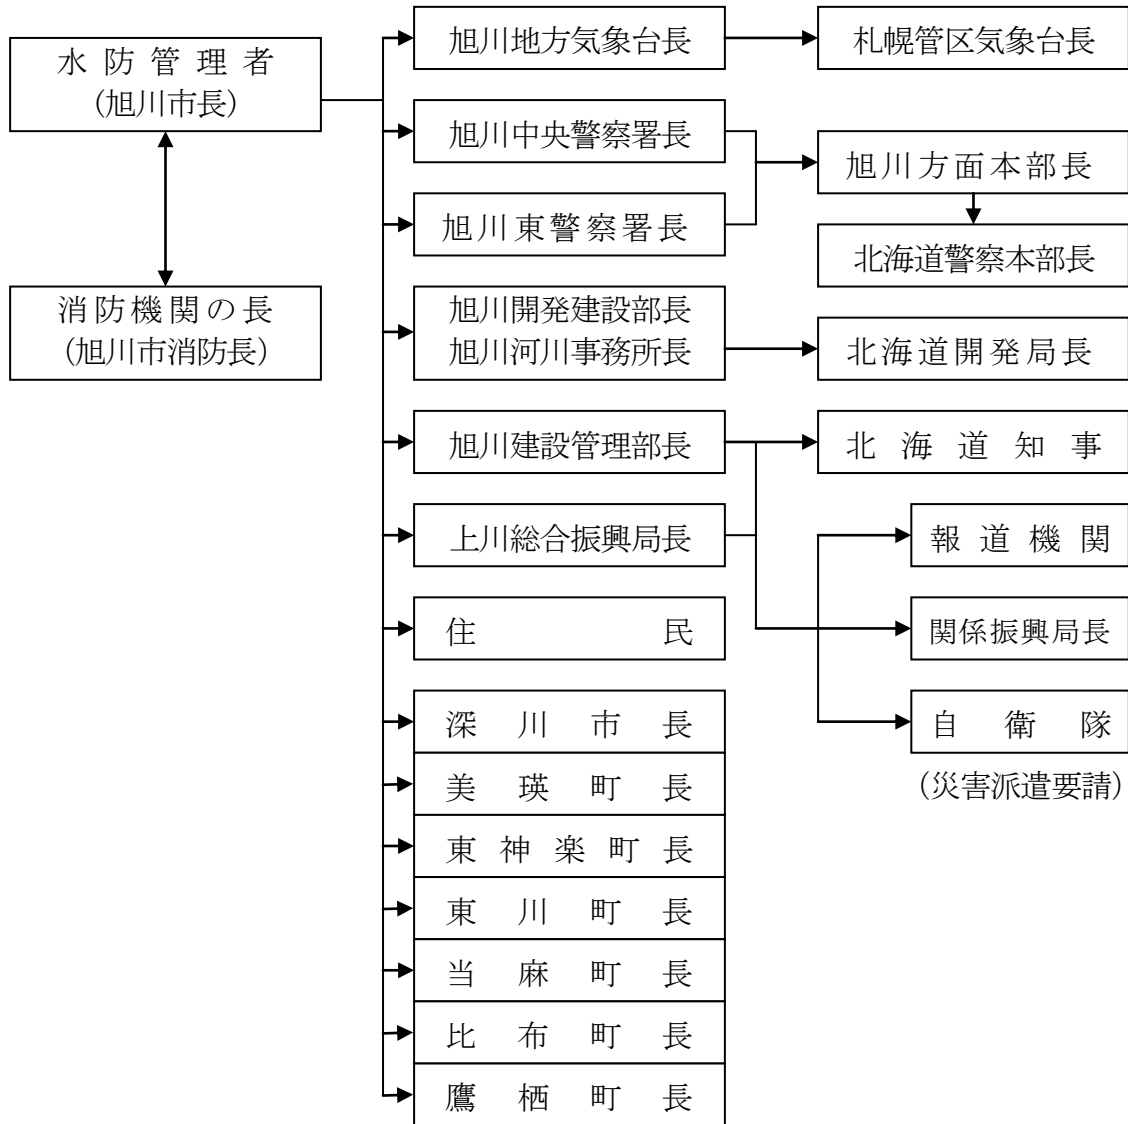 水防管理者
(旭川市長)
消防機関の長
(旭川市消防長)
旭川地方気象台長
札幌管区気象台長
旭川中央警察署長
旭川東警察署長
旭川方面本部長
北海道警察本部長
旭川開発建設部長
旭川河川事務所長
北海道開発局長
旭川建設管理部長
北海道知事
上川総合振興局長
報道機関
住民
関係振興局長
深川市長
自衛隊
(災害派遣要請)
美瑛町長
東神楽町長
東川町長
当麻町長
比布町長
鷹栖町長